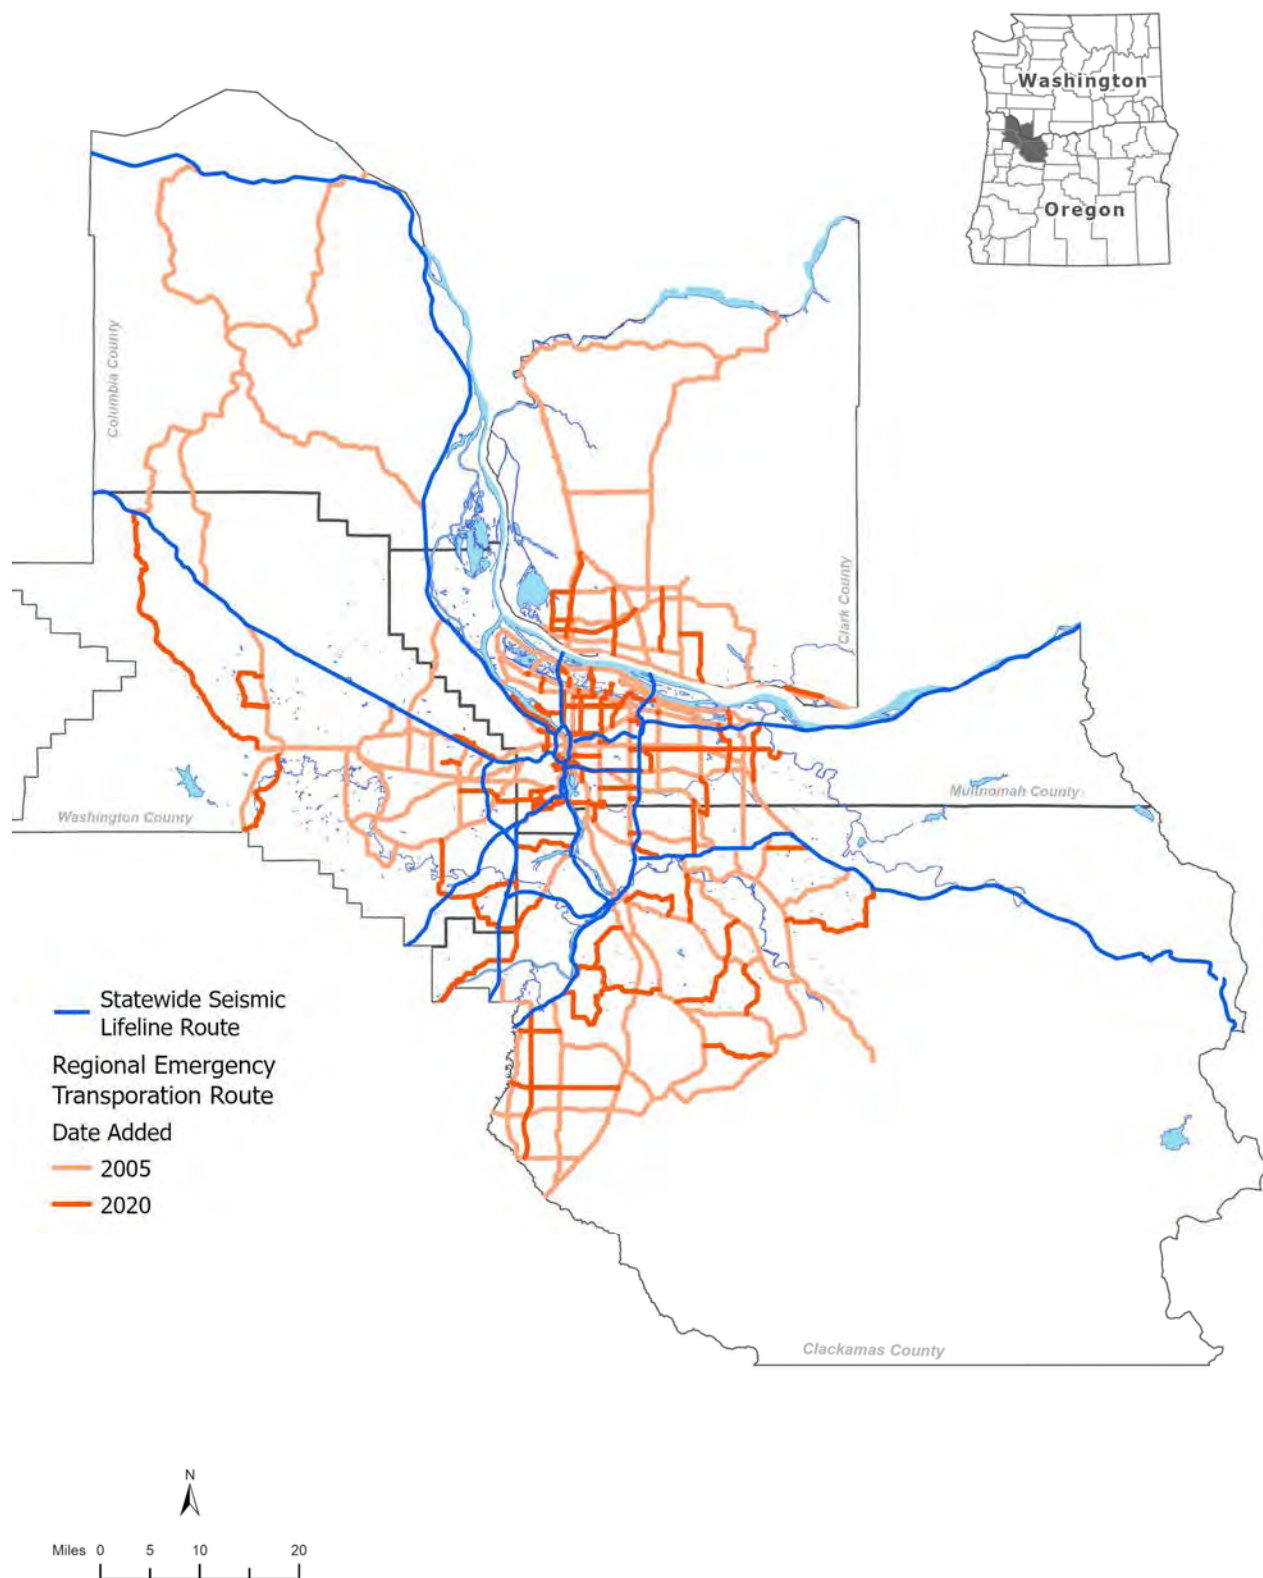 Washington
Oregon
Columbia County
Clark County
Multnomah County
Washington County
Statewide Seismic
Lifeline Route
Regional Emergency
Transporation Route
Date Added
2005
2020
Clackamas County
N
Miles 0 5 10 20